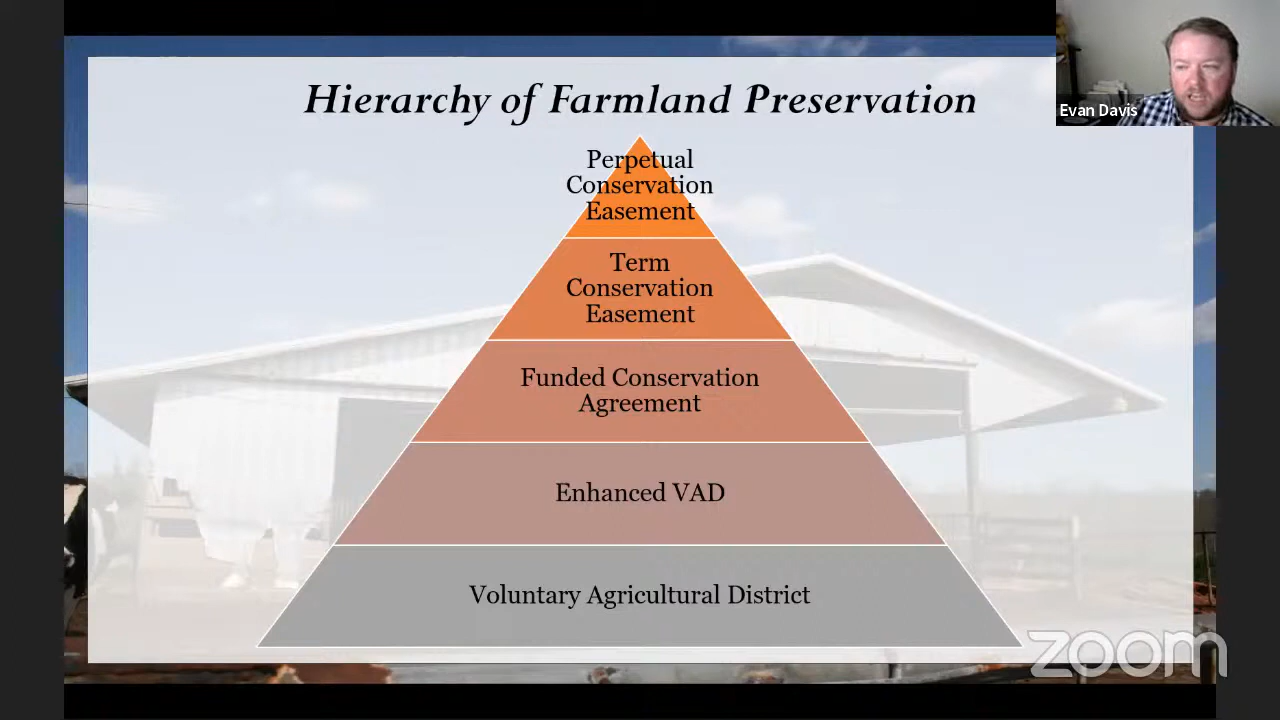 Hierarchy of Farmland Preservation
Evan Davis
Perpetual
Conservation
Easement
Term
Conservation
Easement
Funded Conservation
Agreement
Enhanced VAD
Voluntary Agricultural District
zoom